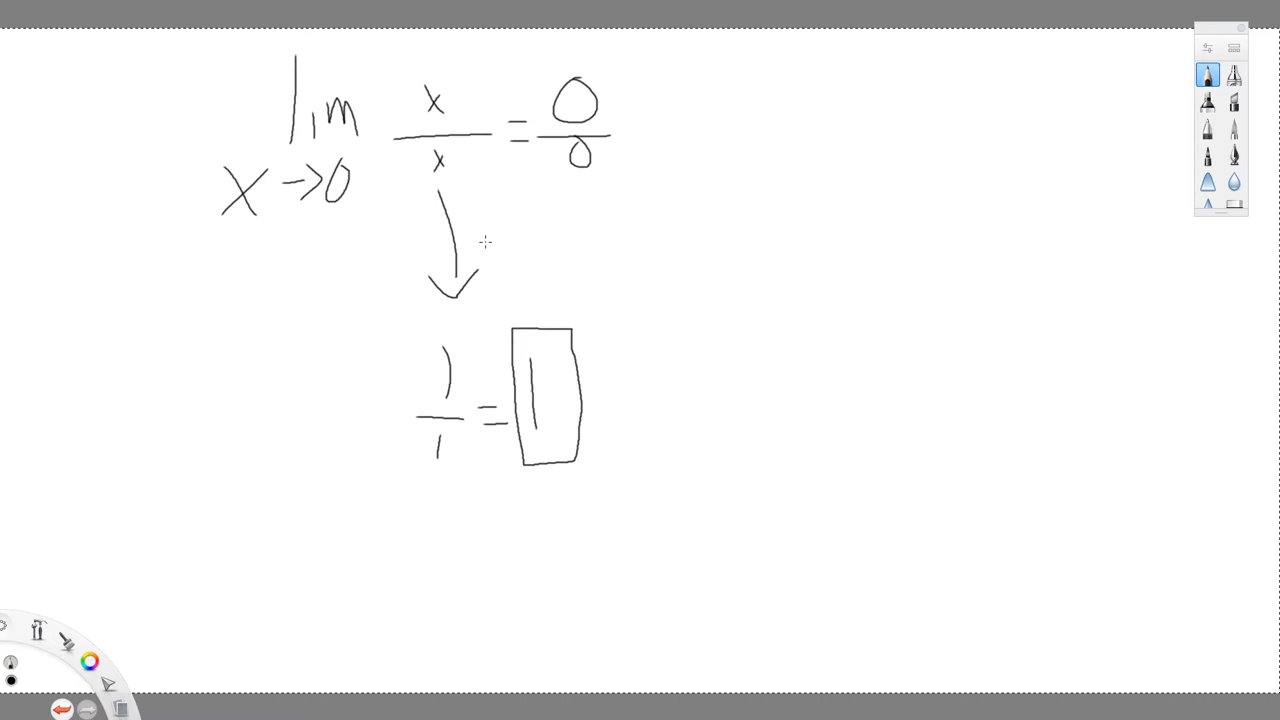 lim x/x = 0/0
x→0
1/1 = 1